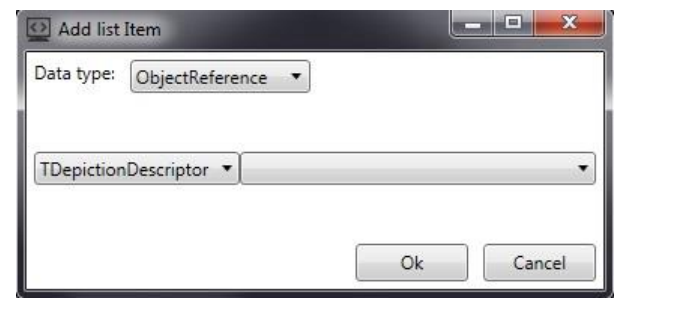 Add list Item
Data type: ObjectReference
TDepictionDescriptor
Ok Cancel